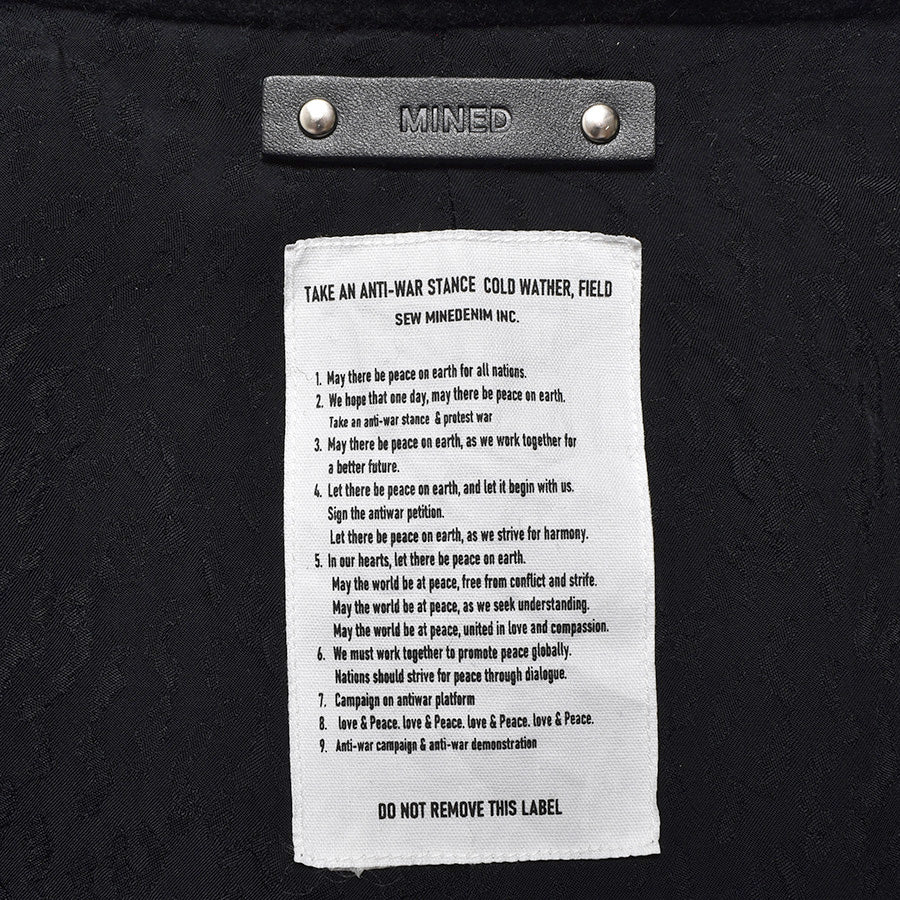 MINED
TAKE AN ANTI-WAR STANCE COLD WATHER, FIELD
SEW MINEDENIM INC.
1. May there be peace on earth for all nations.
2. We hope that one day, may there be peace on earth.
Take an anti-war stance & protest war
3. May there be peace on earth, as we work together for
a better future.
4. Let there be peace on earth, and let it begin with us.
Sign the antiwar petition.
Let there be peace on earth, as we strive for harmony.
5. In our hearts, let there be peace on earth.
May the world be at peace, free from conflict and strife.
May the world be at peace, as we seek understanding.
May the world be at peace, united in love and compassion.
6. We must work together to promote peace globally.
Nations should strive for peace through dialogue.
7. Campaign on antiwar platform
8. love & Peace. love & Peace. love & Peace. love & Peace.
9. Anti-war campaign & anti-war demonstration
DO NOT REMOVE THIS LABEL